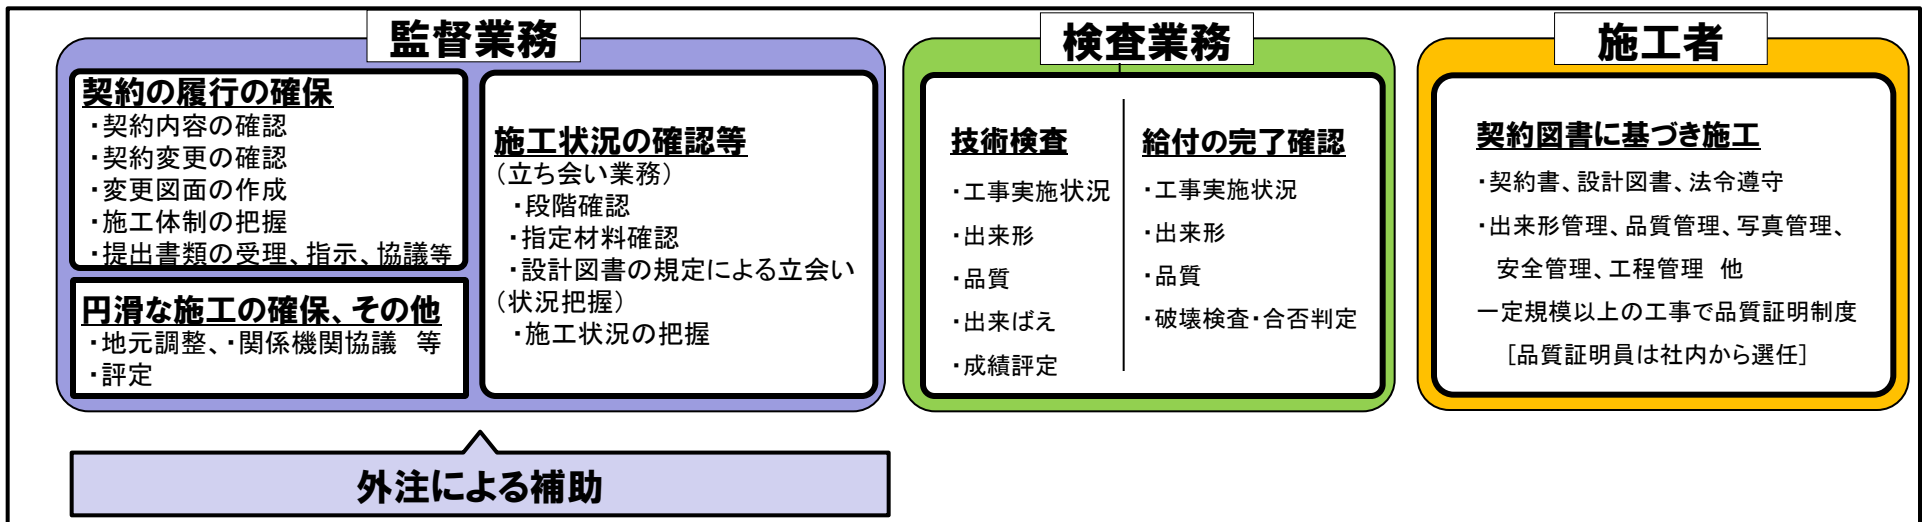 監督業務
契約の履行の確保
・契約内容の確認
・契約変更の確認
・変更図面の作成
・施工体制の把握
・提出書類の受理、指示、協議等
円滑な施工の確保、その他
・地元調整、・関係機関協議　等
・評定
施工状況の確認等
（立ち会い業務）
・段階確認
・指定材料確認
・設計図書の規定による立会い
（状況把握）
・施工状況の把握
外注による補助
検査業務
技術検査
・工事実施状況
・出来形
・品質
・出来ばえ
・成績評定
給付の完了確認
・工事実施状況
・出来形
・品質
・破壊検査・合否判定
施工者
契約図書に基づき施工
・契約書、設計図書、法令遵守
・出来形管理、品質管理、写真管理、
安全管理、工程管理　他
一定規模以上の工事で品質証明制度
［品質証明員は社内から選任］